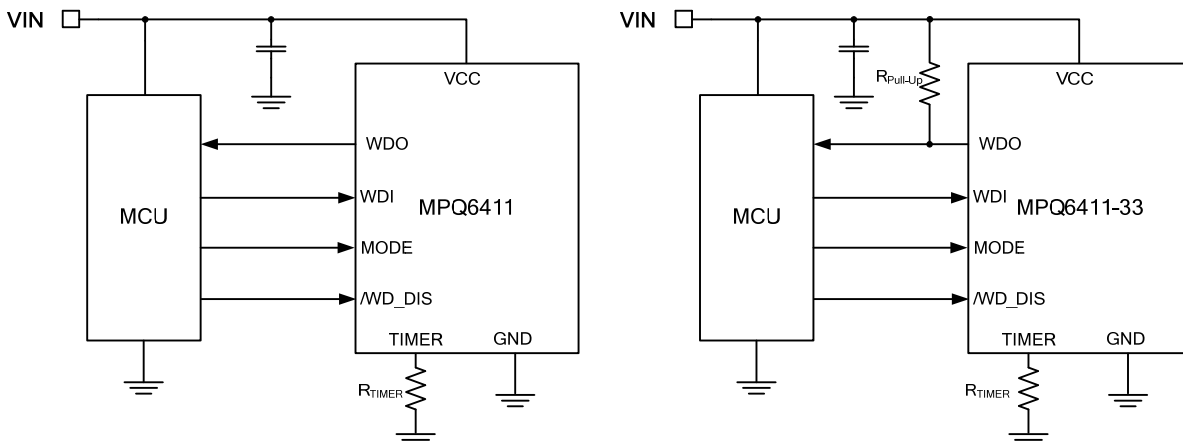 VIN
VCC
WDO
WDI
MCU
MPQ6411
MODE
/WD_DIS
TIMER
GND
RTIMER
VIN
RPull-Up
VCC
WDO
WDI
MCU
MPQ6411-33
MODE
/WD_DIS
TIMER
GND
RTIMER